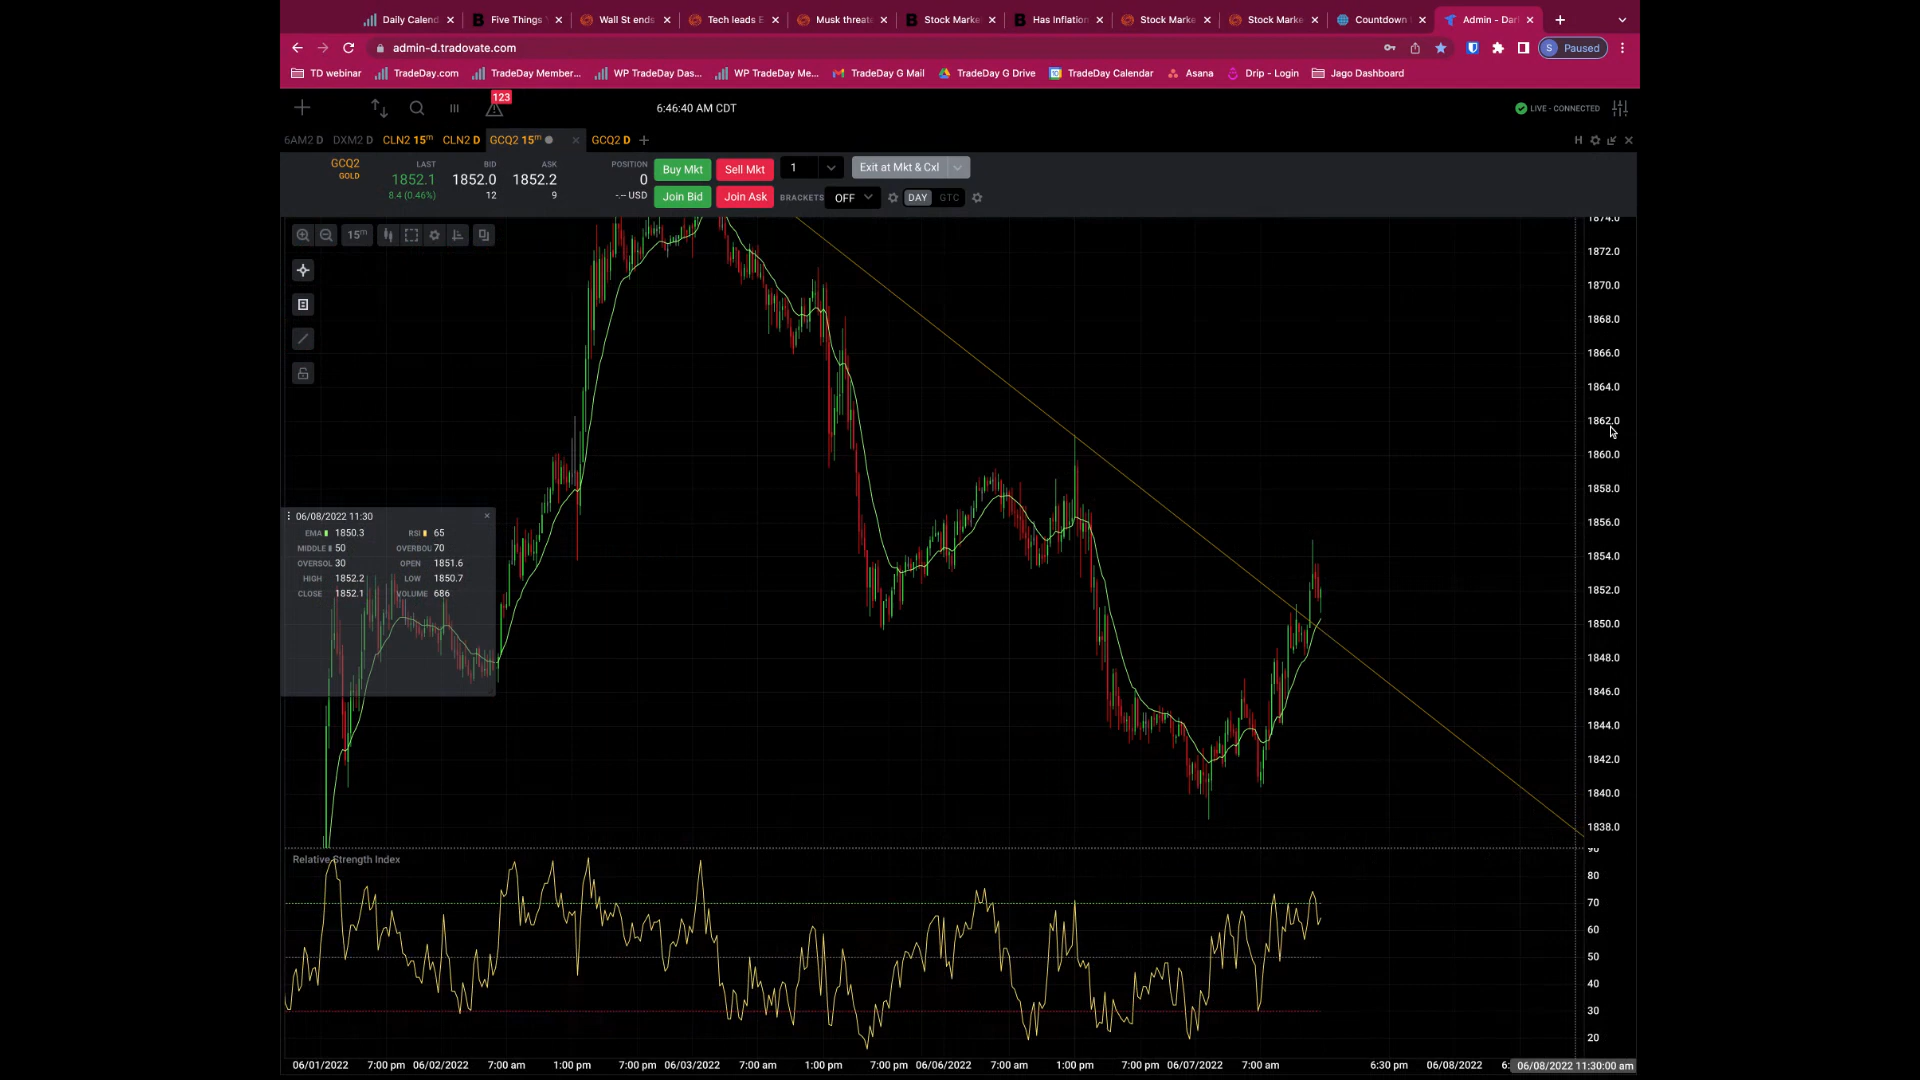 Daily Calend Five Things Wall St ends Tech leads E Musk threat Stock Marke Has Inflation Stock Marke Stock Marke Countdown Admin - Dar
admin-d.tradovate.com S Paused
TD webinar TradeDay.com TradeDay Member... WP TradeDay Das... WP TradeDay Me... TradeDay G Mail TradeDay G Drive TradeDay Calendar Asana Drip - Login Jago Dashboard
123
6:46:40 AM CDT LIVE - CONNECTED
6AM2 D DXM2 D CLN2 15m CLN2 D GCQ2 15m GCQ2 D H
GCQ2 LAST BID ASK POSITION Buy Mkt Sell Mkt 1 Exit at Mkt & Cxl
GOLD 1852.1 1852.0 1852.2 0
8.4 (0.46%) 12 9 -.-- USD Join Bid Join Ask BRACKETS OFF DAY GTC
15m
1874.0
1872.0
1870.0
1868.0
1866.0
1864.0
1862.0
1860.0
1858.0
1856.0
1854.0
1852.0
1850.0
1848.0
1846.0
1844.0
1842.0
1840.0
1838.0
06/08/2022 11:30
EMA 1850.3 RSI 65
MIDDLE 50 OVERBOU 70
OVERSOL 30 OPEN 1851.6
HIGH 1852.2 LOW 1850.7
CLOSE 1852.1 VOLUME 686
Relative Strength Index
90
80
70
60
50
40
30
20
06/01/2022 7:00 pm 06/02/2022 7:00 am 1:00 pm 7:00 pm 06/03/2022 7:00 am 1:00 pm 7:00 pm 06/06/2022 7:00 am 1:00 pm 7:00 pm 06/07/2022 7:00 am 6:30 pm 06/08/2022 6: 06/08/2022 11:30:00 am